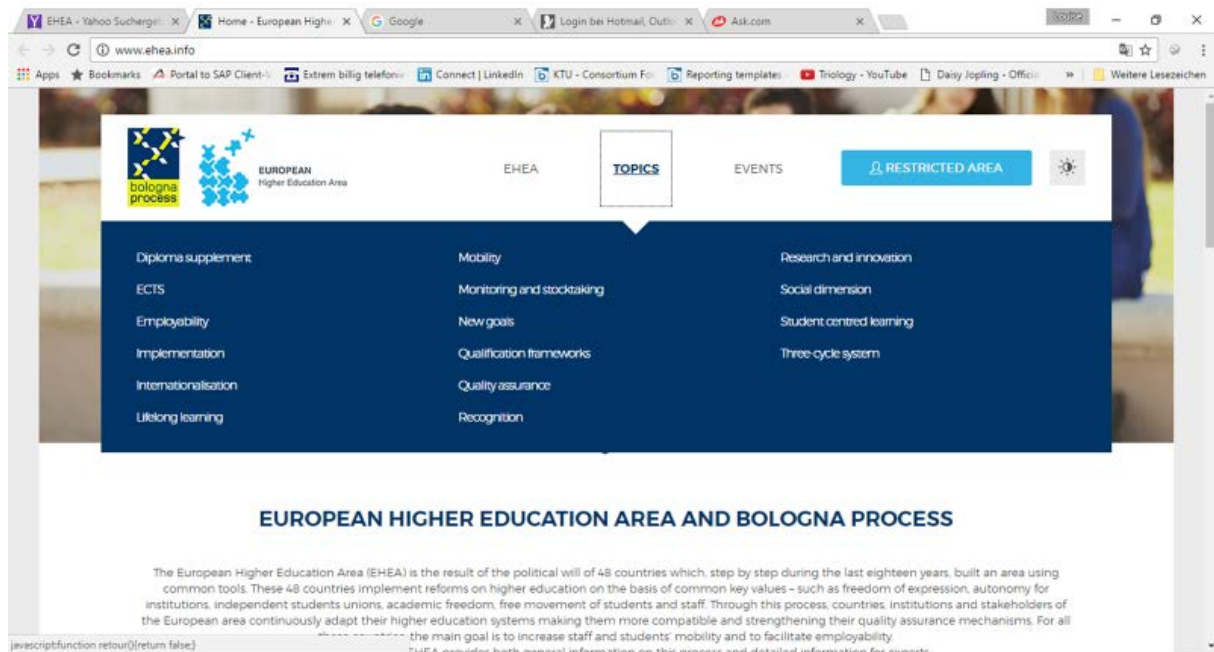 EHEA - Yahoo Sucherget
Home - European Highe
Google
Login bei Hotmail, Outlo
Ask.com
www.ehea.info
Apps
Bookmarks
Portal to SAP Client-
Extrem billig telefonie
Connect | LinkedIn
KTU - Consortium Fo
Reporting templates
Triology - YouTube
Daisy Jopling - Officia
»
Weitere Lesezeichen
bologna
process
EUROPEAN
Higher Education Area
EHEA
TOPICS
EVENTS
RESTRICTED AREA
Diploma supplement
ECTS
Employability
Implementation
Internationalisation
Lifelong learning
Mobility
Monitoring and stocktaking
New goals
Qualification frameworks
Quality assurance
Recognition
Research and innovation
Social dimension
Student centred learning
Three-cycle system
EUROPEAN HIGHER EDUCATION AREA AND BOLOGNA PROCESS
The European Higher Education Area (EHEA) is the result of the political will of 48 countries which, step by step during the last eighteen years, built an area using
common tools. These 48 countries implement reforms on higher education on the basis of common key values – such as freedom of expression, autonomy for
institutions, independent students unions, academic freedom, free movement of students and staff. Through this process, countries, institutions and stakeholders of
the European area continuously adapt their higher education systems making them more compatible and strengthening their quality assurance mechanisms. For all
the main goal is to increase staff and students' mobility and to facilitate employability.
EHEA provides both general information on this process and detailed information for experts
javascript:function retour(){return false;}